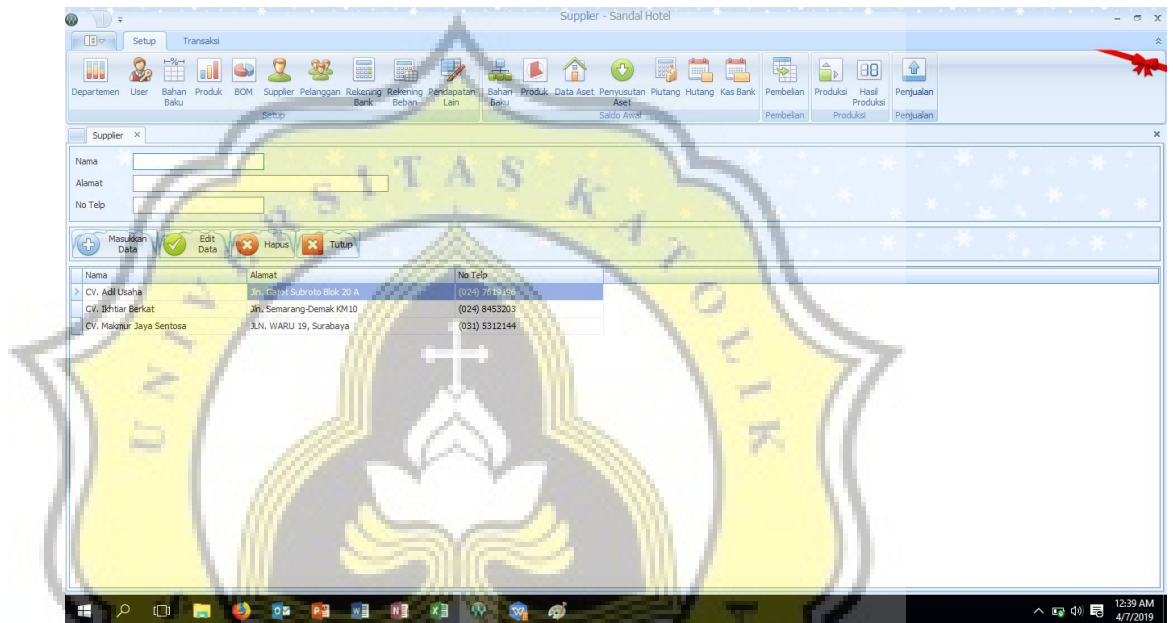 Supplier - Sandal Hotel
Setup Transaksi
Departemen User Bahan Baku Produk BOM Supplier Pelanggan Rekening Bank Rekening Beban Pendapatan Lain Bahan Baku Produk Data Aset Penyusutan Aset Piutang Hutang Kas Bank Pembelian Produksi Hasil Produksi Penjualan
Setup Saldo Awal Pembelian Produksi Penjualan
Supplier
Nama
Alamat
No Telp
Masukkan Data Edit Data Hapus Tutup
Nama Alamat No Telp
CV. Adil Usaha Jln. Gatot Subroto Blok 20 A (024) 7619196
CV. Ikhtiar Berkat Jln. Semarang-Demak KM10 (024) 8453203
CV. Makmur Jaya Sentosa JLN. WARU 19, Surabaya (031) 5312144
UNIVERSITAS KATOLIK
12:39 AM
4/7/2019